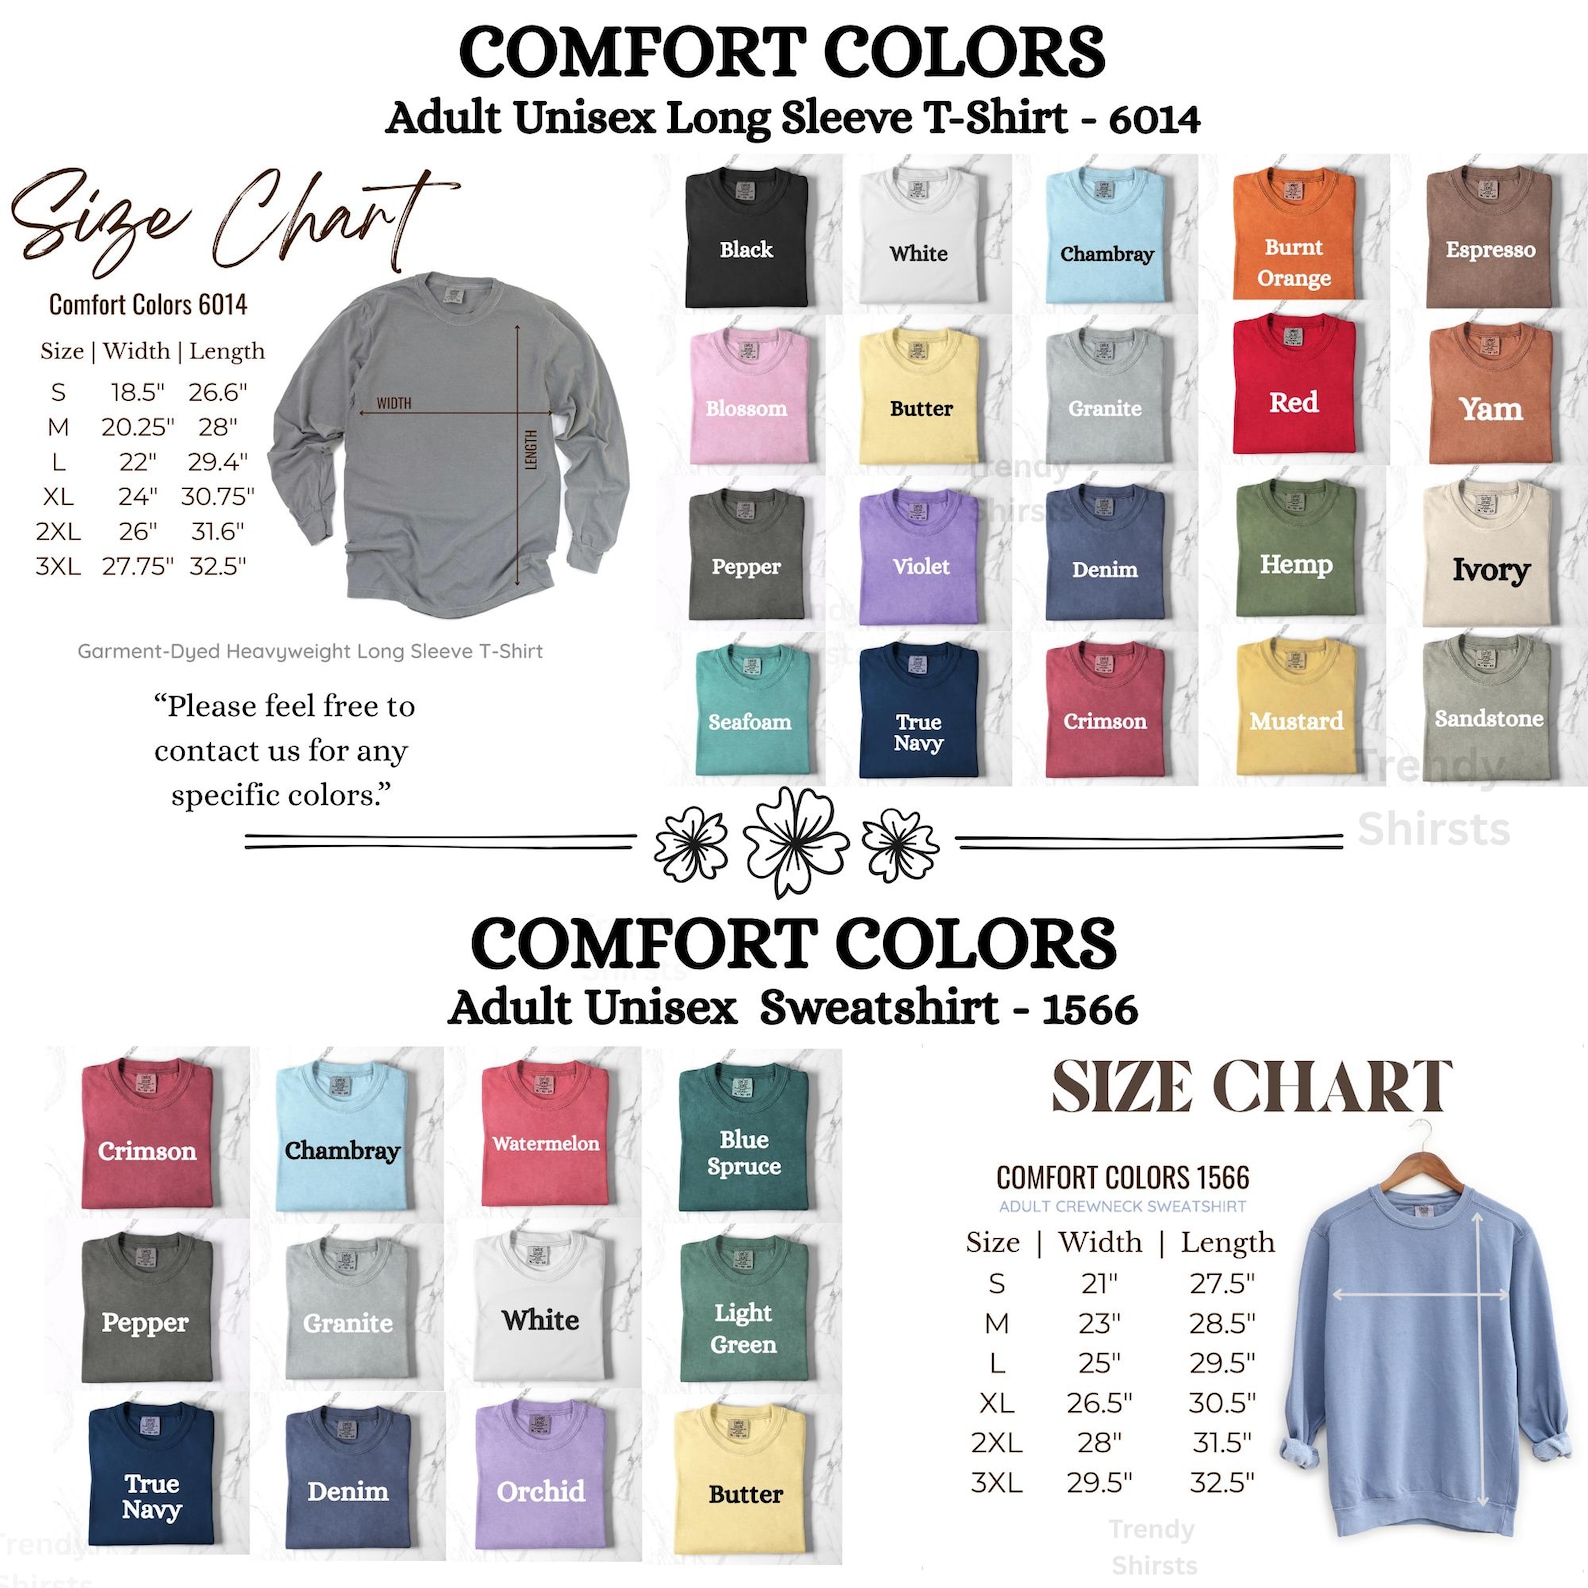 COMFORT COLORS
Adult Unisex Long Sleeve T-Shirt - 6014
Size Chart
Comfort Colors 6014
Size | Width | Length
S 18.5" 26.6"
M 20.25" 28"
L 22" 29.4"
XL 24" 30.75"
2XL 26" 31.6"
3XL 27.75" 32.5"
WIDTH
LENGTH
Garment-Dyed Heavyweight Long Sleeve T-Shirt
“Please feel free to
contact us for any
specific colors.”
Black
White
Chambray
Burnt
Orange
Espresso
Blossom
Butter
Granite
Red
Yam
Pepper
Violet
Denim
Hemp
Ivory
Seafoam
True
Navy
Crimson
Mustard
Sandstone
Trendy
Shirsts
Trendy
Shirsts
COMFORT COLORS
Adult Unisex Sweatshirt - 1566
Crimson
Chambray
Watermelon
Blue
Spruce
Pepper
Granite
White
Light
Green
True
Navy
Denim
Orchid
Butter
SIZE CHART
COMFORT COLORS 1566
ADULT CREWNECK SWEATSHIRT
Size | Width | Length
S 21" 27.5"
M 23" 28.5"
L 25" 29.5"
XL 26.5" 30.5"
2XL 28" 31.5"
3XL 29.5" 32.5"
Trendy
Shirsts
Trendy
Shirsts